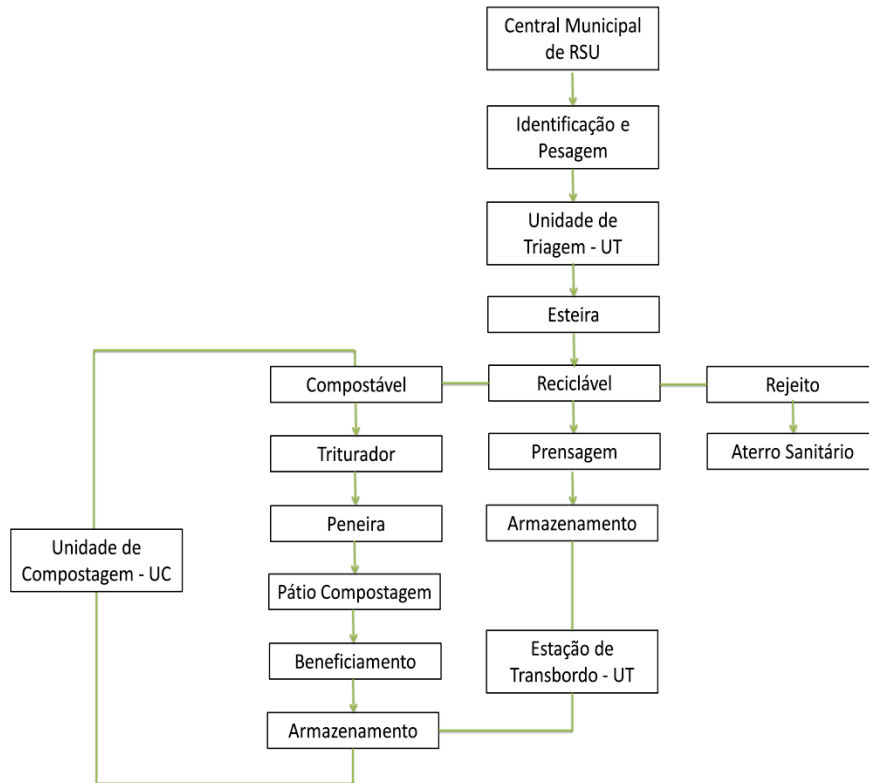 Central Municipal
de RSU
Identificação e
Pesagem
Unidade de
Triagem - UT
Esteira
Compostável
Reciclável
Rejeito
Triturador
Prensagem
Aterro Sanitário
Peneira
Armazenamento
Unidade de
Compostagem - UC
Pátio Compostagem
Beneficiamento
Estação de
Transbordo - UT
Armazenamento